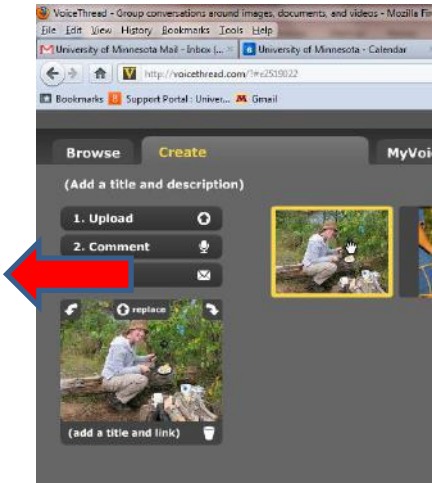 VoiceThread - Group conversations around images, documents, and videos - Mozilla Fire
File Edit View History Bookmarks Tools Help
University of Minnesota Mail - Inbox (... × University of Minnesota - Calendar
http://voicethread.com/?#c2519022
Bookmarks Support Portal : Univer... Gmail
Browse Create MyVoi
(Add a title and description)
1. Upload
2. Comment
replace
(add a title and link)